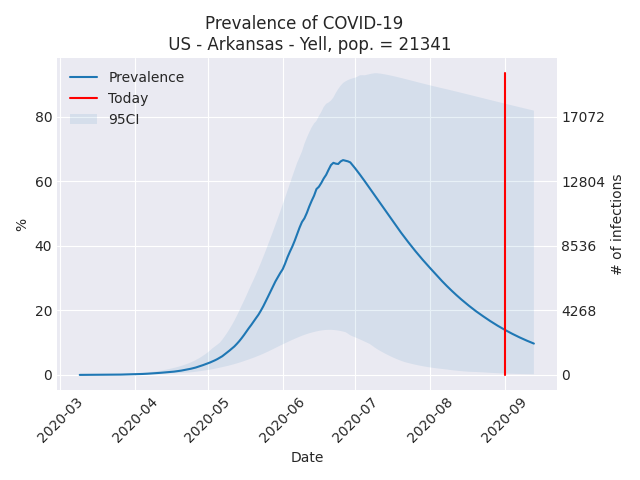 Prevalence of COVID-19
US - Arkansas - Yell, pop. = 21341
Prevalence
Today
95CI
%
80
60
40
20
0
17072
12804
8536
4268
0
# of infections
2020-03
2020-04
2020-05
2020-06
2020-07
2020-08
2020-09
Date